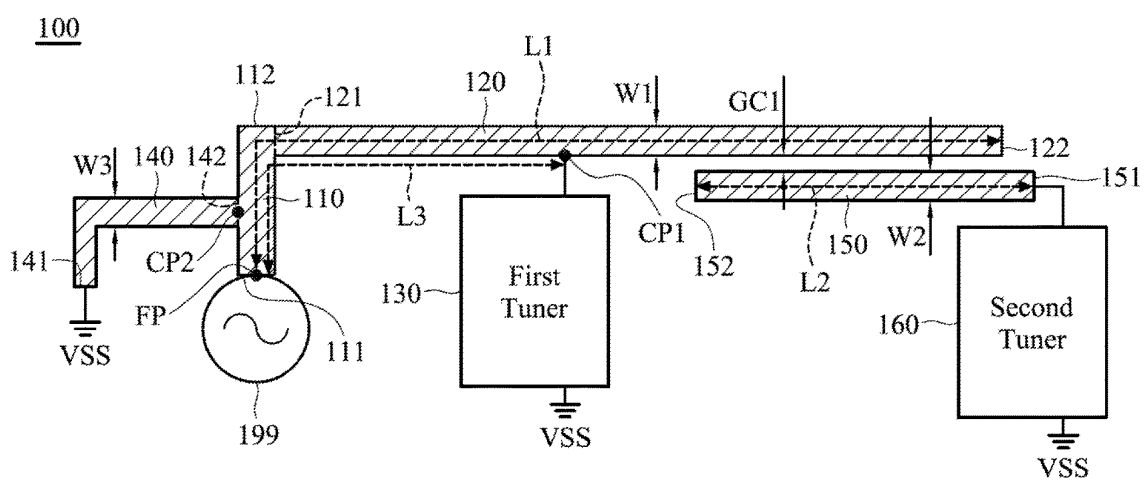 100
L1
112
121
120
W1
GC1
W3
140
142
122
110
L3
151
CP1
152
150
W2
L2
141
CP2
FP
111
130
First
Tuner
160
Second
Tuner
VSS
199
VSS
VSS